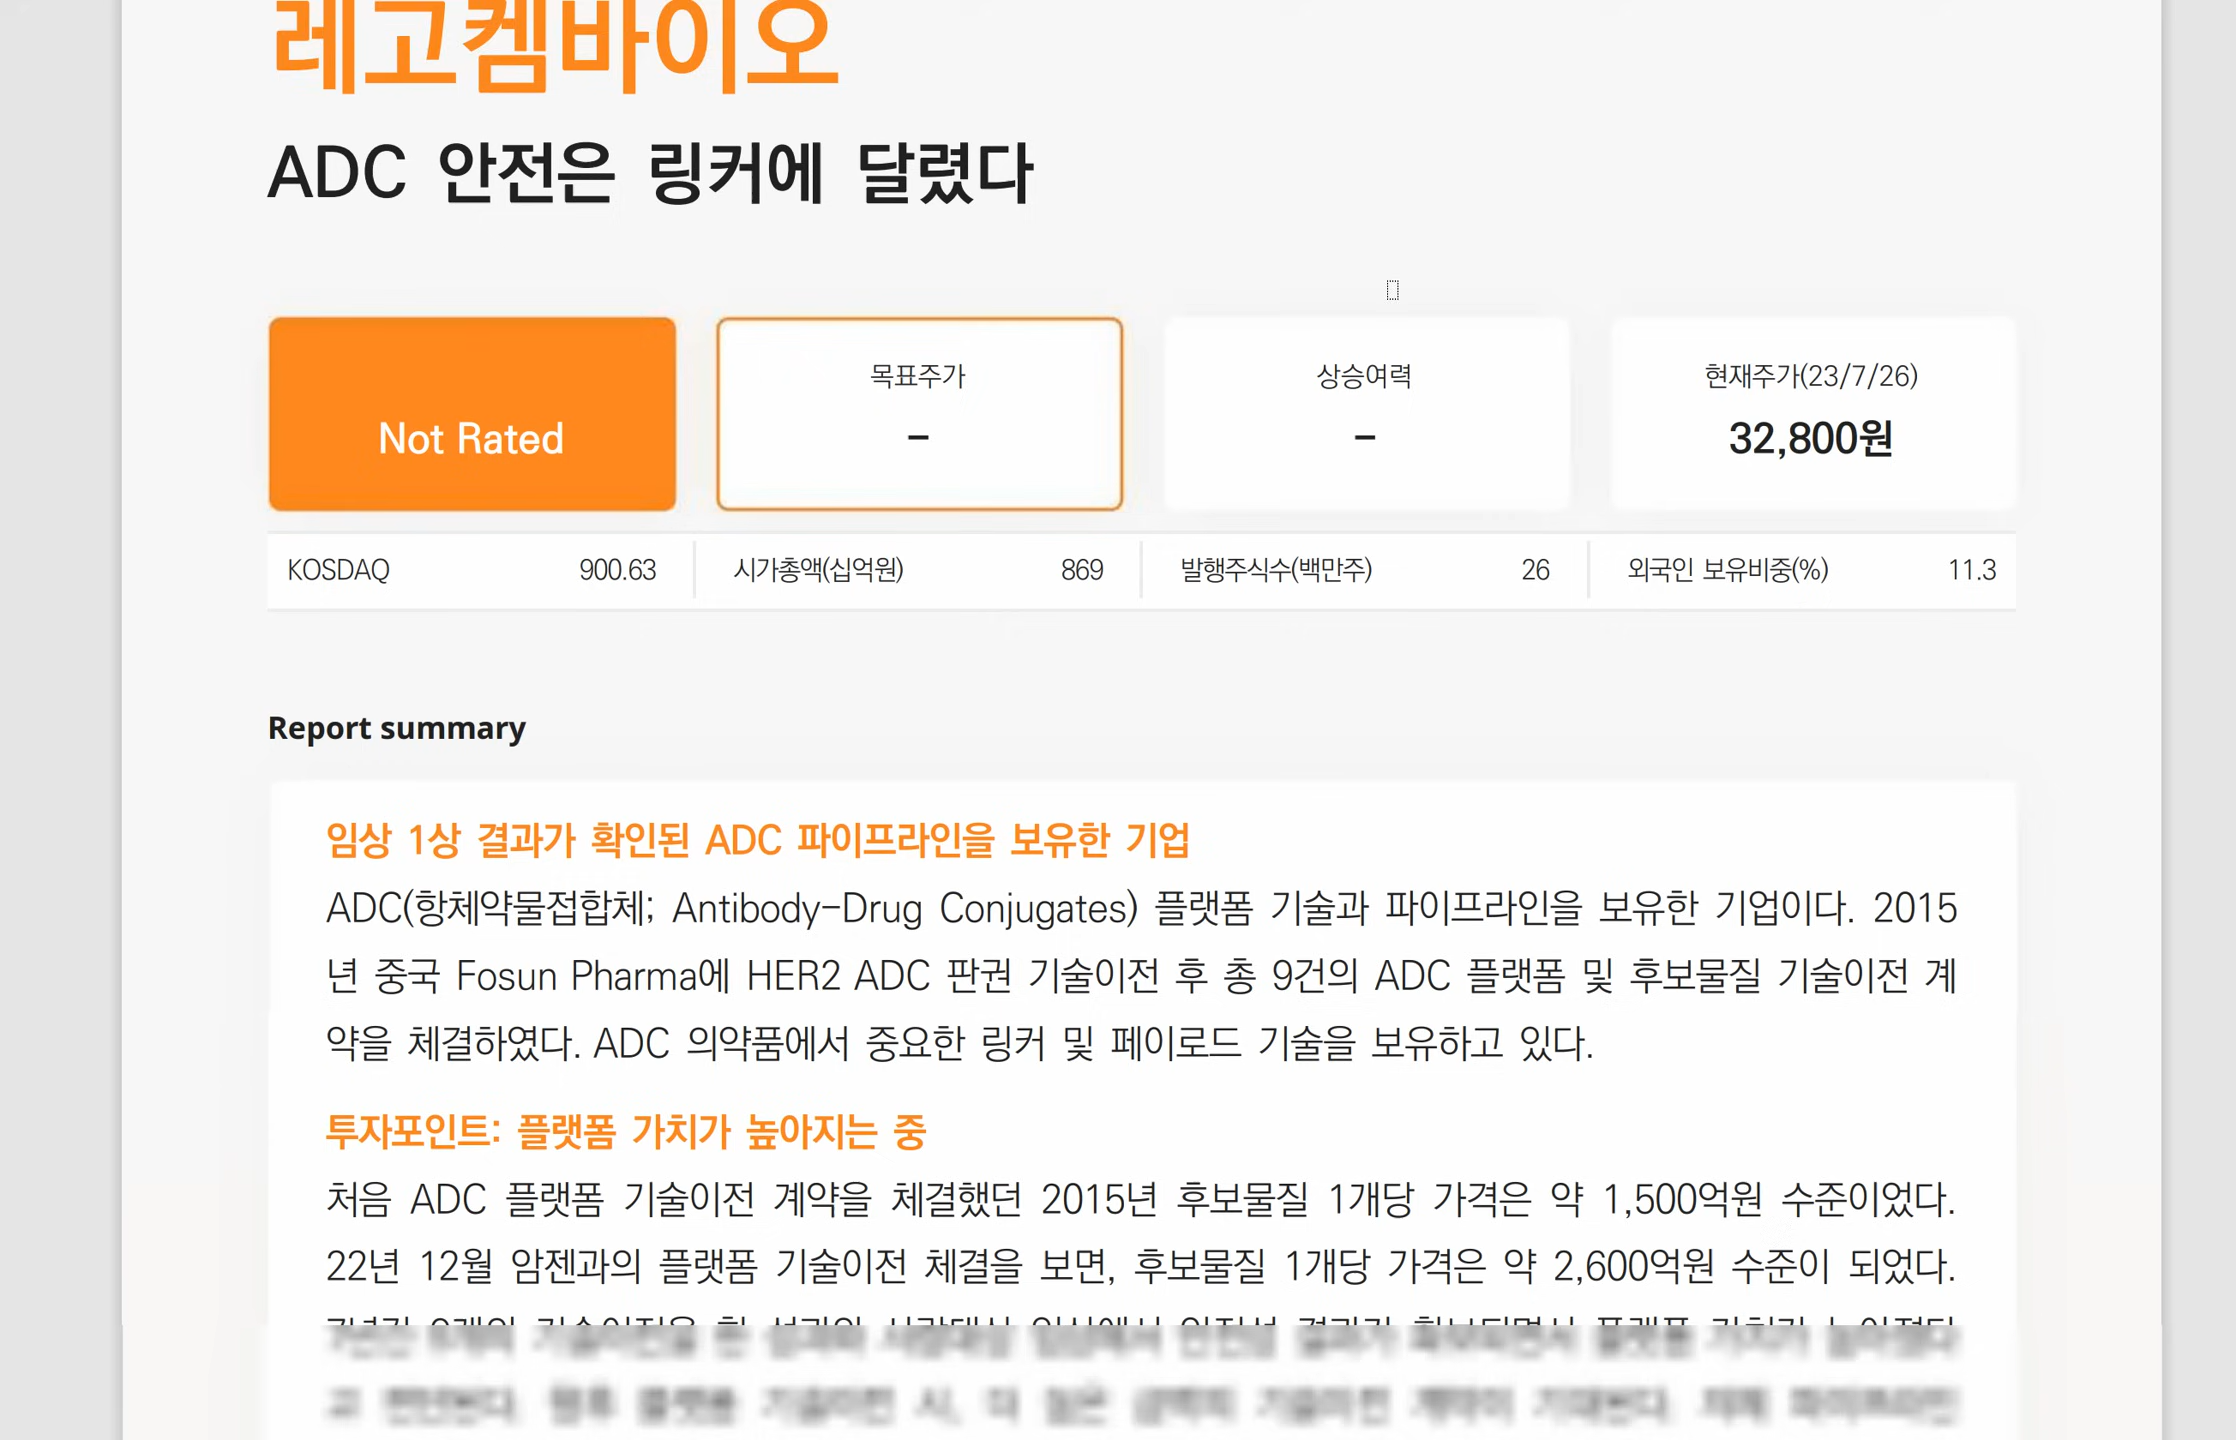 레고켐바이오
ADC 안전은 링커에 달렸다
Not Rated
목표주가
–
상승여력
–
현재주가(23/7/26)
32,800원
KOSDAQ 900.63
시가총액(십억원) 869
발행주식수(백만주) 26
외국인 보유비중(%) 11.3
Report summary
임상 1상 결과가 확인된 ADC 파이프라인을 보유한 기업
ADC(항체약물접합체; Antibody-Drug Conjugates) 플랫폼 기술과 파이프라인을 보유한 기업이다. 2015
년 중국 Fosun Pharma에 HER2 ADC 판권 기술이전 후 총 9건의 ADC 플랫폼 및 후보물질 기술이전 계
약을 체결하였다. ADC 의약품에서 중요한 링커 및 페이로드 기술을 보유하고 있다.
투자포인트: 플랫폼 가치가 높아지는 중
처음 ADC 플랫폼 기술이전 계약을 체결했던 2015년 후보물질 1개당 가격은 약 1,500억원 수준이었다.
22년 12월 암젠과의 플랫폼 기술이전 체결을 보면, 후보물질 1개당 가격은 약 2,600억원 수준이 되었다.